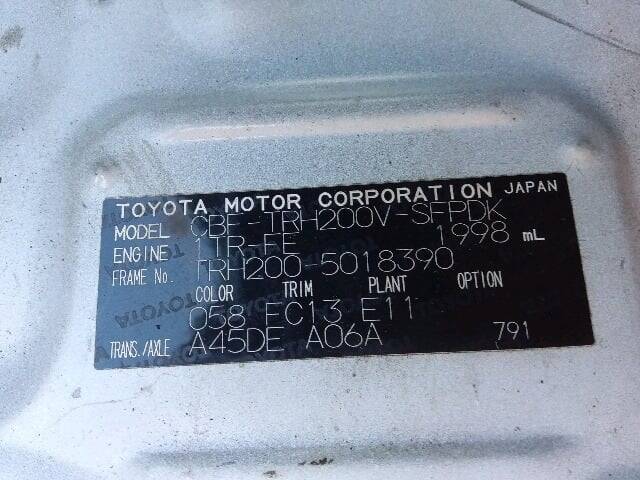 TOYOTA MOTOR CORPORATION JAPAN
MODEL CBF-TRH200V-SFPDK
ENGINE 1TR-FE 1998 mL
FRAME No. TRH200-5018390
COLOR TRIM PLANT OPTION
058 FC13 E11
TRANS./AXLE A45DE A06A 791